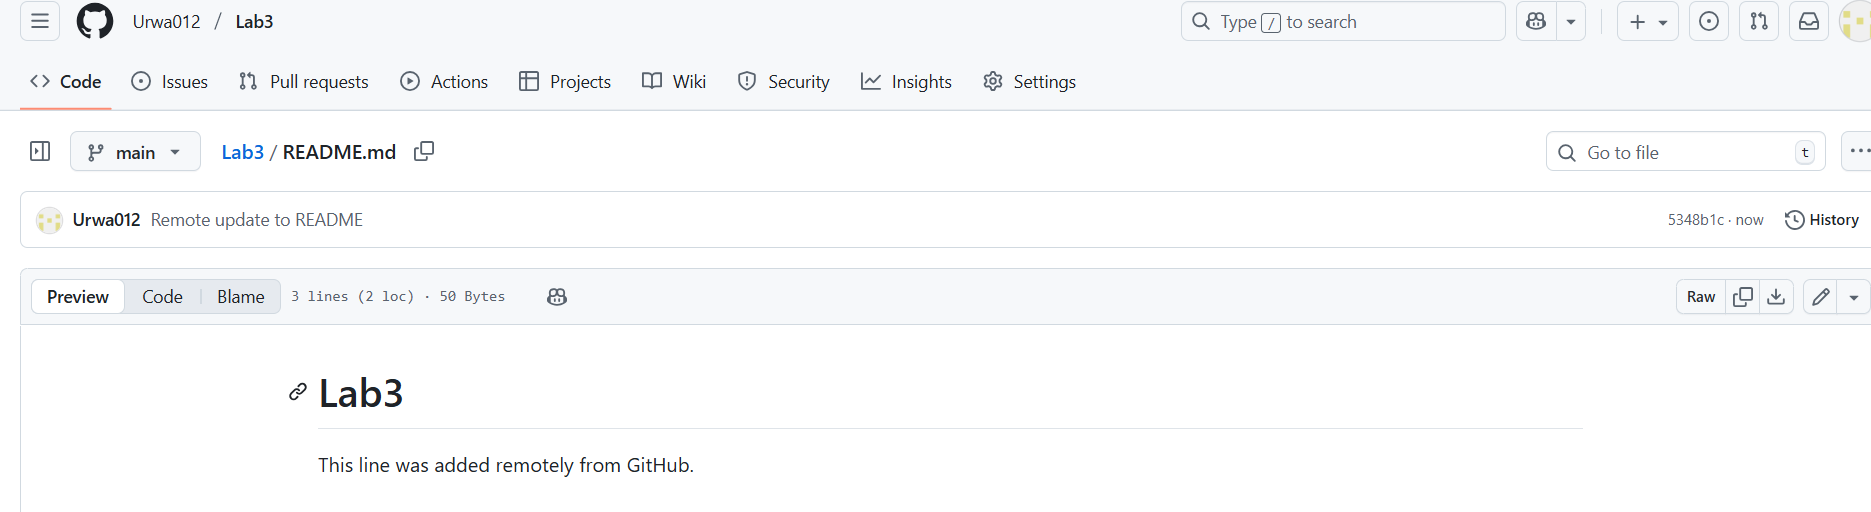 Urwa012 / Lab3
Type / to search
Code Issues Pull requests Actions Projects Wiki Security Insights Settings
main Lab3 / README.md Go to file t
Urwa012 Remote update to README 5348b1c · now History
Preview Code Blame 3 lines (2 loc) · 50 Bytes Raw
Lab3
This line was added remotely from GitHub.